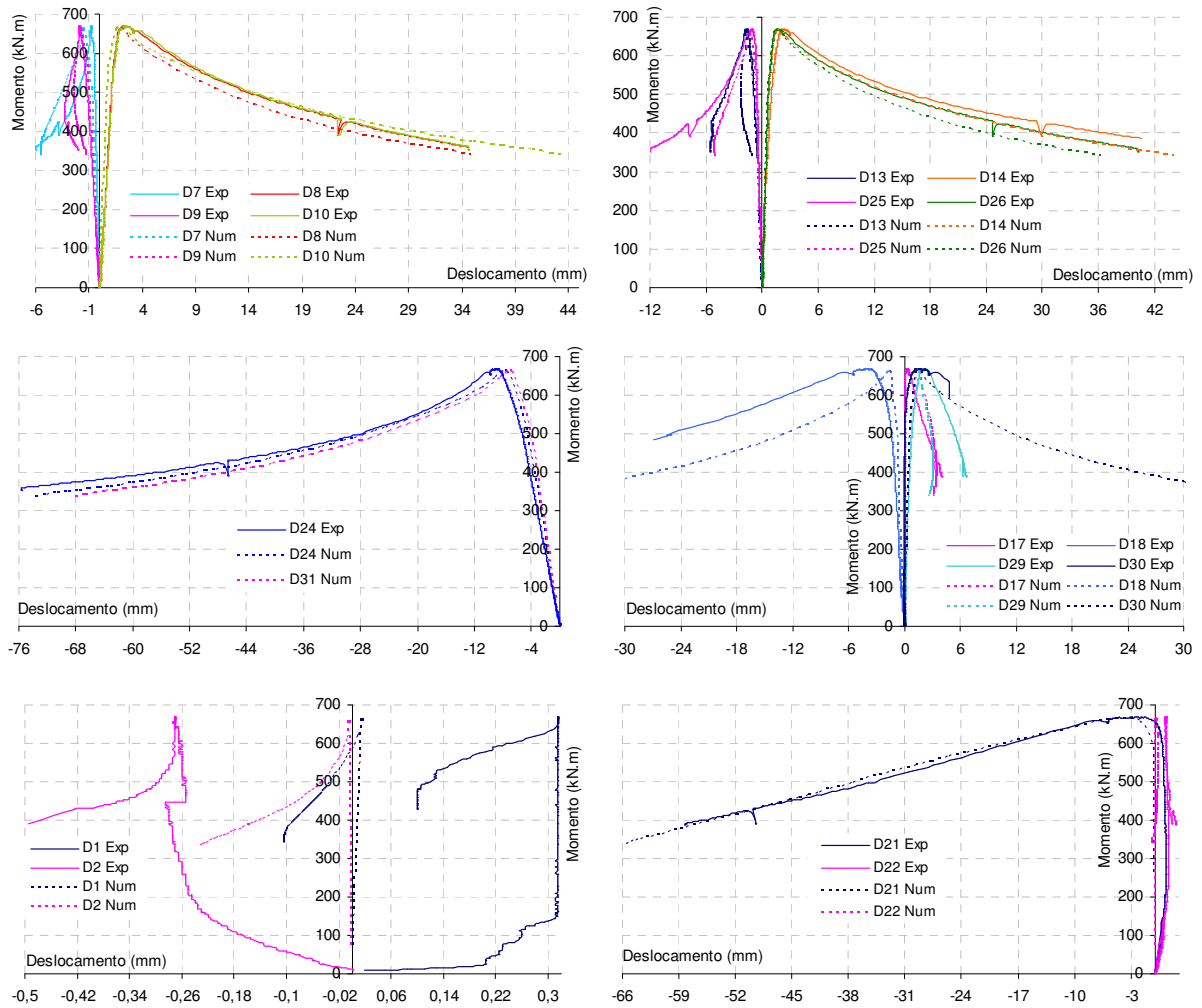 Momento (kN.m)
700
600
500
400
300
200
100
0
D7 Exp
D8 Exp
D9 Exp
D10 Exp
D7 Num
D8 Num
D9 Num
D10 Num
Deslocamento (mm)
-6 -1 4 9 14 19 24 29 34 39 44
Momento (kN.m)
700
600
500
400
300
200
100
0
D13 Exp
D14 Exp
D25 Exp
D26 Exp
D13 Num
D14 Num
D25 Num
D26 Num
Deslocamento (mm)
-12 -6 0 6 12 18 24 30 36 42
Momento (kN.m)
700
600
500
400
300
200
100
0
D24 Exp
D24 Num
D31 Num
Deslocamento (mm)
-76 -68 -60 -52 -44 -36 -28 -20 -12 -4
Momento (kN.m)
700
600
500
400
300
200
100
0
D17 Exp
D18 Exp
D29 Exp
D30 Exp
D17 Num
D18 Num
D29 Num
D30 Num
Deslocamento (mm)
-30 -24 -18 -12 -6 0 6 12 18 24 30
Momento (kN.m)
700
600
500
400
300
200
100
0
D1 Exp
D2 Exp
D1 Num
D2 Num
Deslocamento (mm)
-0,5 -0,42 -0,34 -0,26 -0,18 -0,1 -0,02 0,06 0,14 0,22 0,3
Momento (kN.m)
700
600
500
400
300
200
100
0
D21 Exp
D22 Exp
D21 Num
D22 Num
Deslocamento (mm)
-66 -59 -52 -45 -38 -31 -24 -17 -10 -3